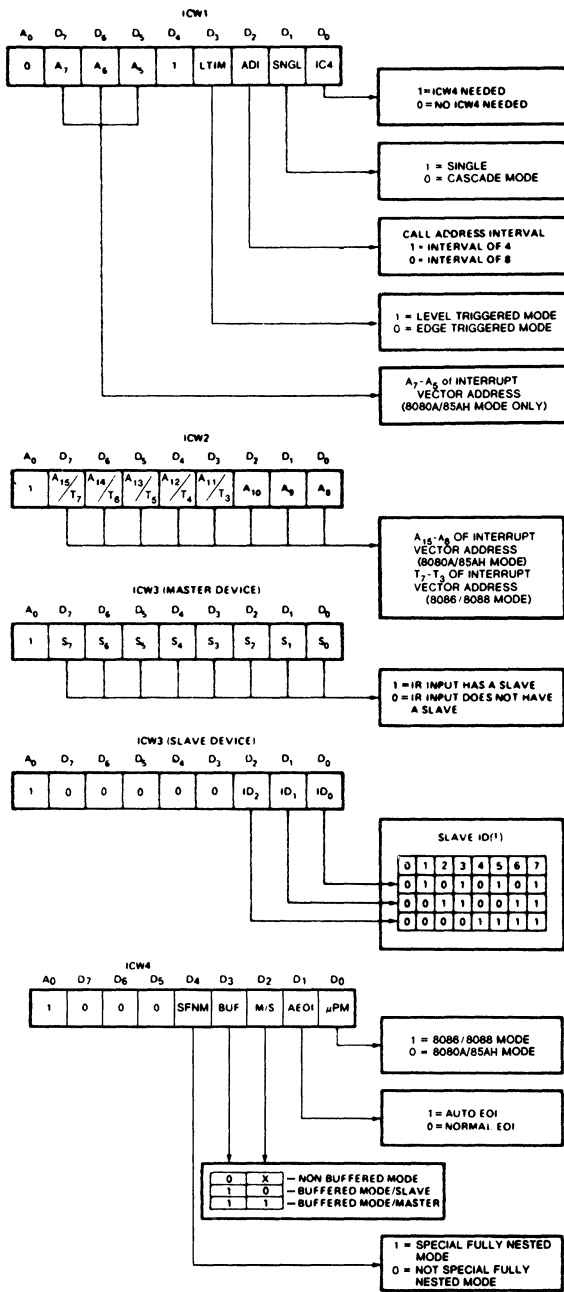 ICW1
A0 D7 D6 D5 D4 D3 D2 D1 D0
0 A7 A6 A5 1 LTIM ADI SNGL IC4
1 = ICW4 NEEDED
0 = NO ICW4 NEEDED
1 = SINGLE
0 = CASCADE MODE
CALL ADDRESS INTERVAL
1 = INTERVAL OF 4
0 = INTERVAL OF 8
1 = LEVEL TRIGGERED MODE
0 = EDGE TRIGGERED MODE
A7-A5 of INTERRUPT
VECTOR ADDRESS
(8080A/85AH MODE ONLY)
ICW2
A0 D7 D6 D5 D4 D3 D2 D1 D0
1 A15/T7 A14/T6 A13/T5 A12/T4 A11/T3 A10 A9 A8
A15-A8 OF INTERRUPT
VECTOR ADDRESS
(8080A/85AH MODE)
T7-T3 OF INTERRUPT
VECTOR ADDRESS
(8086/8088 MODE)
ICW3 (MASTER DEVICE)
A0 D7 D6 D5 D4 D3 D2 D1 D0
1 S7 S6 S5 S4 S3 S2 S1 S0
1 = IR INPUT HAS A SLAVE
0 = IR INPUT DOES NOT HAVE
A SLAVE
ICW3 (SLAVE DEVICE)
A0 D7 D6 D5 D4 D3 D2 D1 D0
1 0 0 0 0 0 ID2 ID1 ID0
SLAVE ID(1)
0 1 2 3 4 5 6 7
0 1 0 1 0 1 0 1
0 0 1 1 0 0 1 1
0 0 0 0 1 1 1 1
ICW4
A0 D7 D6 D5 D4 D3 D2 D1 D0
1 0 0 0 SFNM BUF M/S AEOI µPM
1 = 8086/8088 MODE
0 = 8080A/85AH MODE
1 = AUTO EOI
0 = NORMAL EOI
0 X - NON BUFFERED MODE
1 0 - BUFFERED MODE/SLAVE
1 1 - BUFFERED MODE/MASTER
1 = SPECIAL FULLY NESTED
MODE
0 = NOT SPECIAL FULLY
NESTED MODE